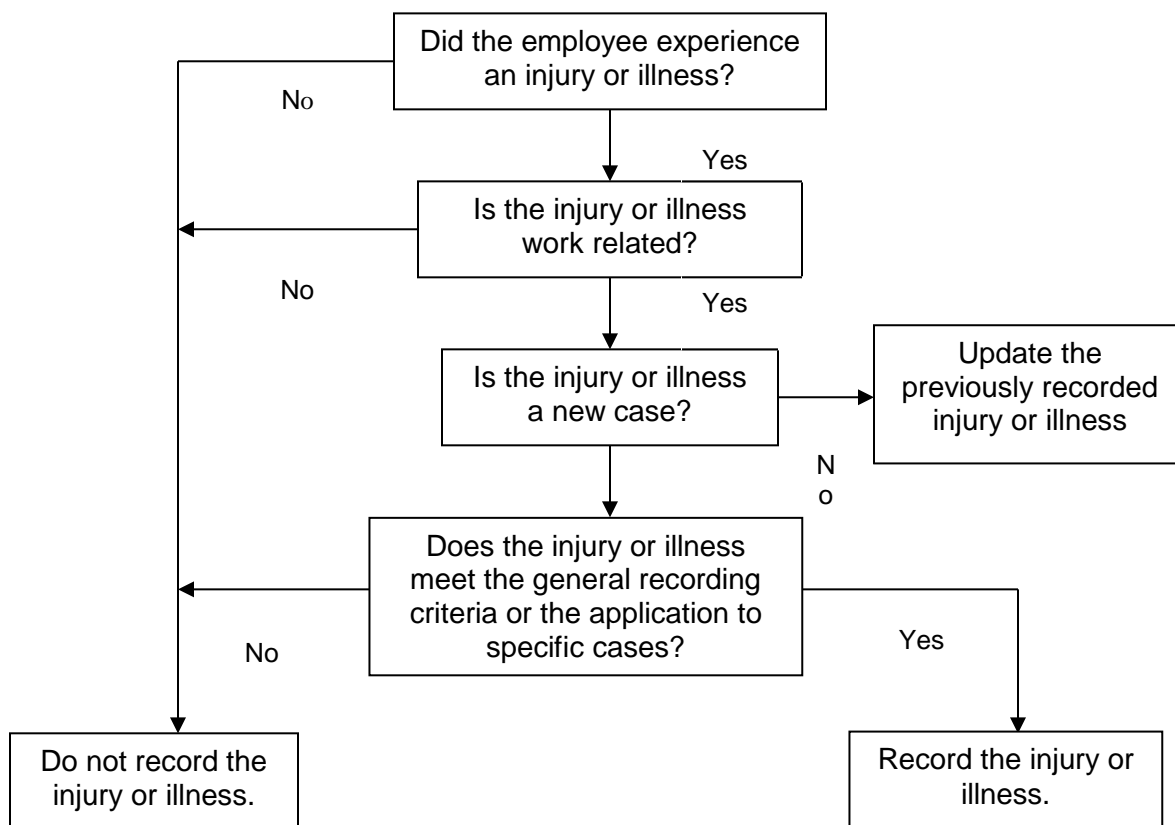 Did the employee experience
an injury or illness?
No
Yes
Is the injury or illness
work related?
No
Yes
Is the injury or illness
a new case?
Update the
previously recorded
injury or illness
N
o
Does the injury or illness
meet the general recording
criteria or the application to
specific cases?
No
Yes
Do not record the
injury or illness.
Record the injury or
illness.